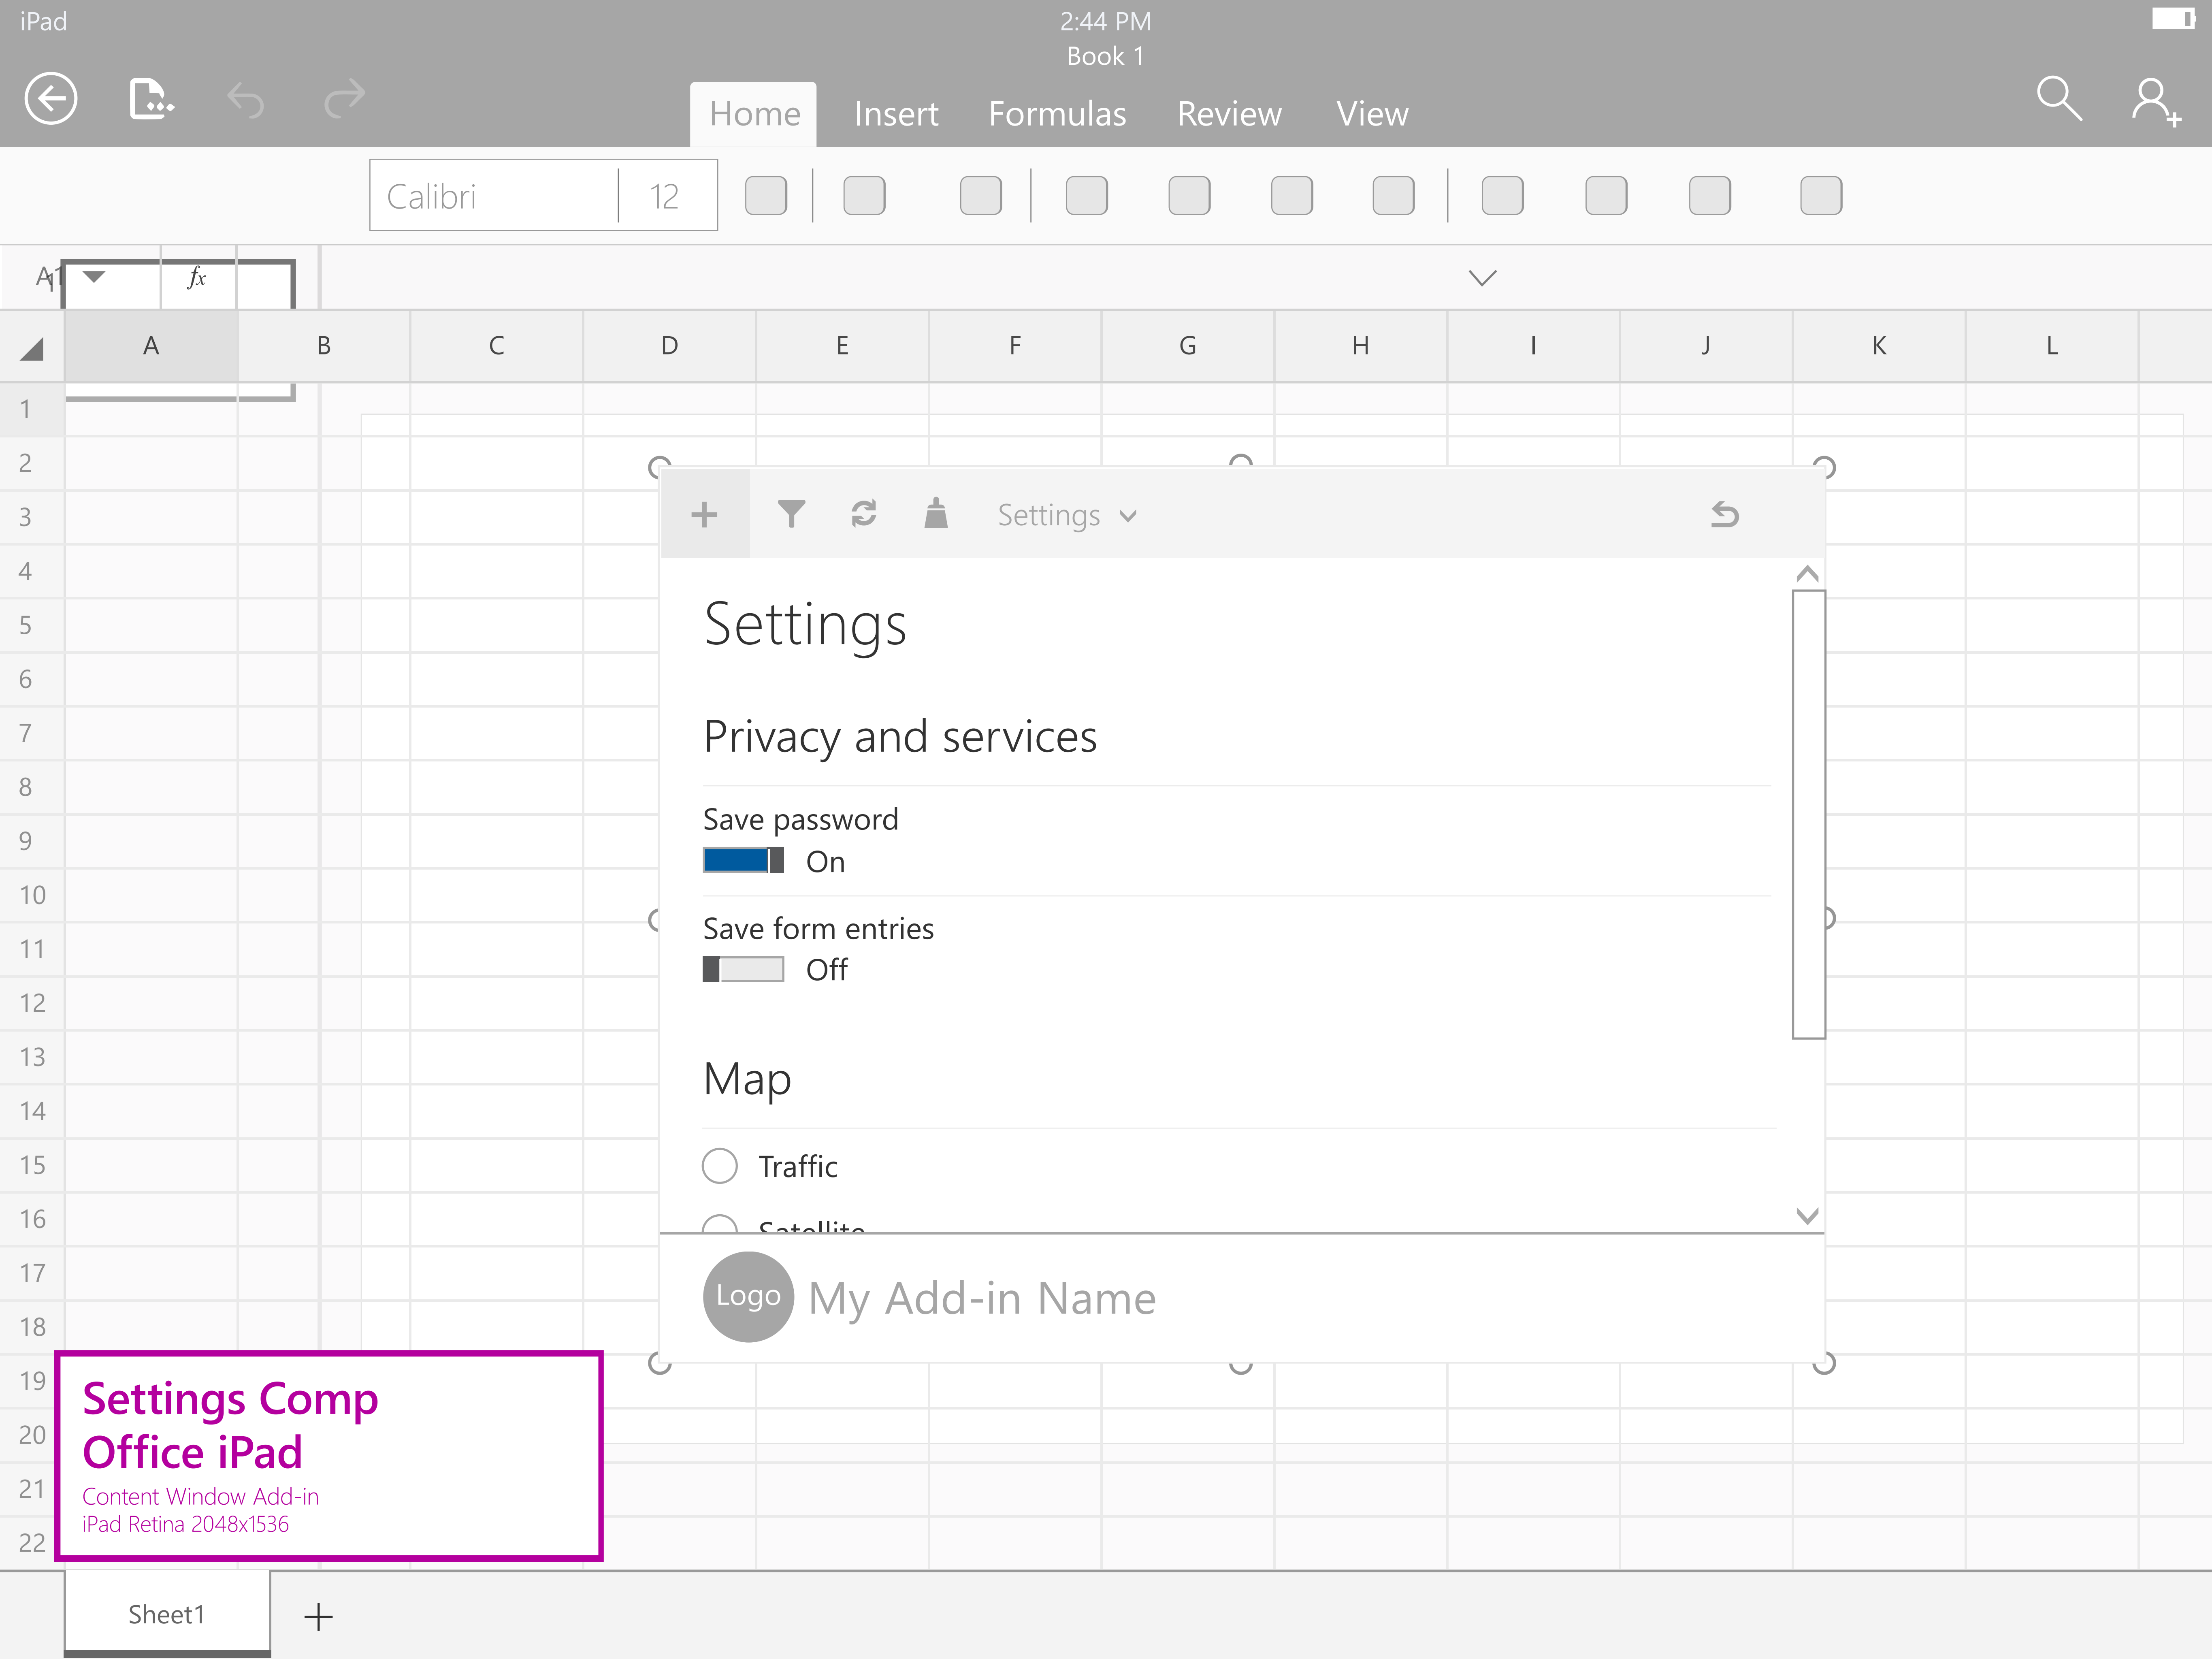 iPad
2:44 PM
Book 1
Home Insert Formulas Review View
Calibri 12
A1 fx
1
A B C D E F G H I J K L
1
2
3
4
5
6
7
8
9
10
11
12
13
14
15
16
17
18
19
20
21
22
Settings
Settings
Privacy and services
Save password
On
Save form entries
Off
Map
Traffic
Satellite
Logo My Add-in Name
Settings Comp
Office iPad
Content Window Add-in
iPad Retina 2048x1536
Sheet1